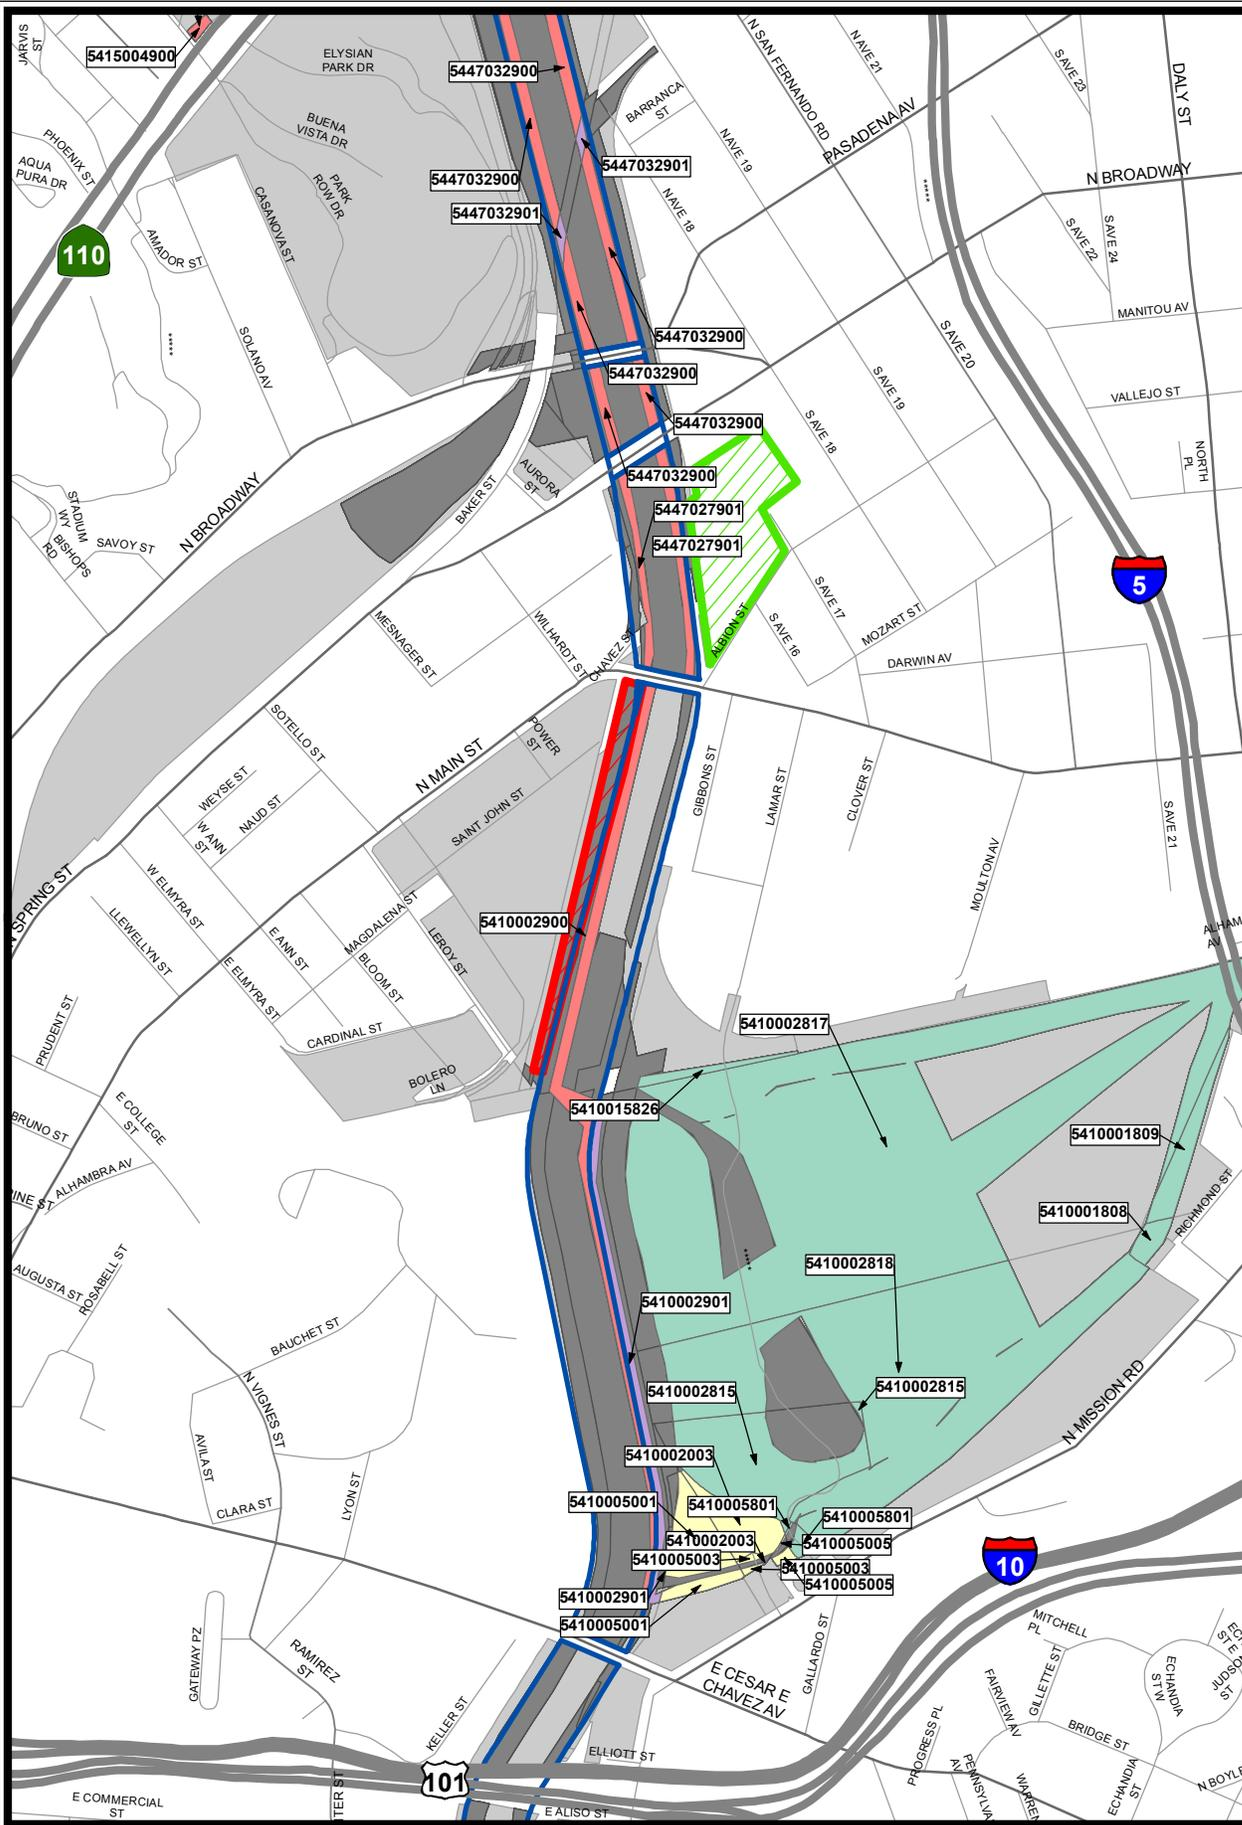 JARVIS
ST
5415004900
ELYSIAN
PARK DR
5447032900
BARRANCA
ST
N SAN FERNANDO RD
N AVE 21
S AVE 23
DALY ST
PHOENIX ST
BUENA
VISTA DR
N AVE 19
PASADENA AV
AQUA
PURA DR
PARK
ROW DR
5447032900
5447032901
N BROADWAY
CASANOVA ST
5447032901
N AVE 18
S AVE 22
S AVE 24
110
AMADOR ST
*****
*****
SOLANO AV
5447032900
MANITOU AV
S AVE 20
5447032900
S AVE 19
VALLEJO ST
5447032900
S AVE 18
NORTH
PL
5447032900
AURORA
ST
BAKER ST
N BROADWAY
STADIUM
WY
BISHOPS
RD
SAVOY ST
5447027901
5447027901
5
MESNAGER ST
WILHARDT ST
CHAVEZ ST
ALBION ST
S AVE 17
S AVE 16
MOZART ST
DARWIN AV
SOTELLO ST
POWER
ST
N MAIN ST
WEYSE ST
W ANN
ST
NAUD ST
SAINT JOHN ST
GIBBONS ST
LAMAR ST
CLOVER ST
S AVE 21
MOULTON AV
N SPRING ST
W ELMYRA ST
LLEWELLYN ST
E ANN ST
MAGDALENA ST
5410002900
E ELMYRA ST
BLOOM ST
LEROY ST
ALHAM
AV
PRUDENT ST
CARDINAL ST
5410002817
BOLERO
LN
BRUNO ST
E COLLEGE
ST
5410015826
5410001809
ALHAMBRA AV
INE ST
5410001808
RICHMOND ST
AUGUSTA ST
ROSABELL ST
*****
5410002818
5410002901
BAUCHET ST
5410002815
5410002815
N VIGNES ST
N MISSION RD
AVILA ST
5410002003
CLARA ST
LYON ST
5410005001
5410005801
5410005801
5410002003
5410005005
5410005003
5410005003
5410005005
5410002901
10
5410005001
GATEWAY PZ
RAMIREZ
ST
KELLER ST
E CESAR E
CHAVEZ AV
GALLARDO ST
MITCHELL
PL
GILLETTE ST
FAIRVIEW AV
ECHANDIA
ST W
JUDSON
ST
BRIDGE ST
PROGRESS PL
ELLIOTT ST
PENNSYLVA
AV
WARREN
ECHANDIA
ST
N BOYLE
101
E COMMERCIAL
ST
TER ST
E ALISO ST